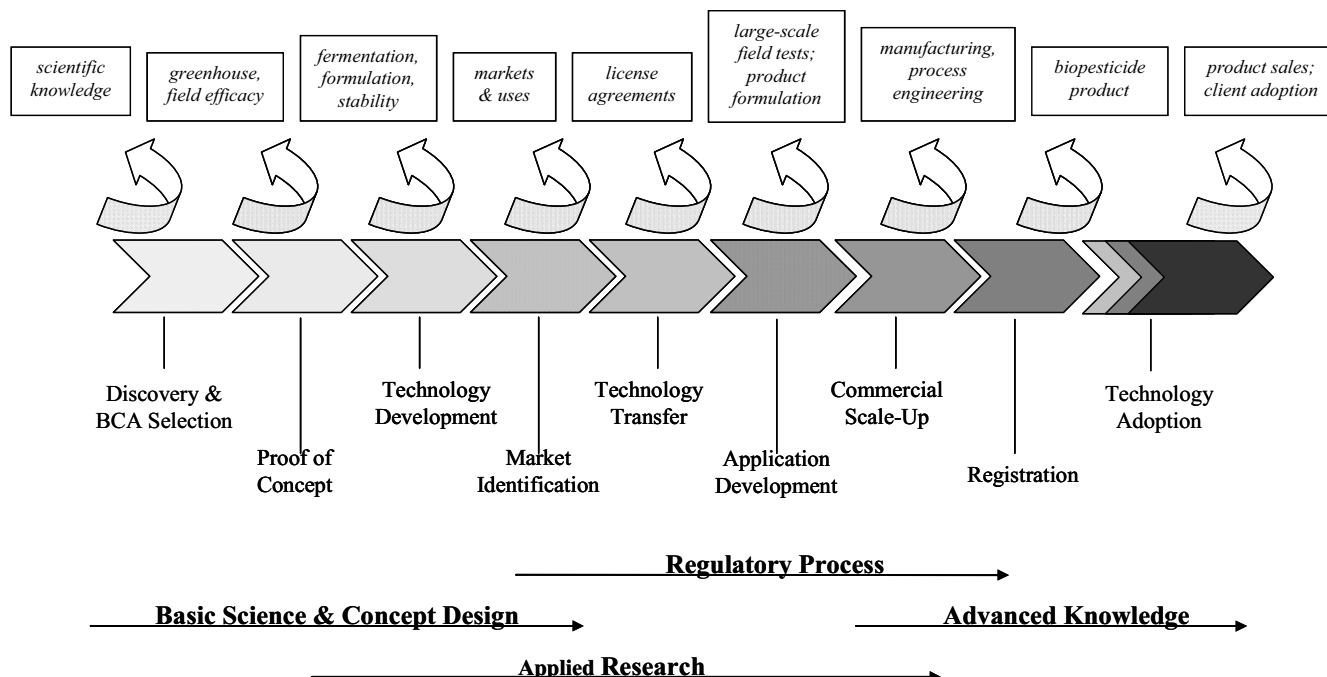 scientific
knowledge
greenhouse,
field efficacy
fermentation,
formulation,
stability
markets
& uses
license
agreements
large-scale
field tests;
product
formulation
manufacturing,
process
engineering
biopesticide
product
product sales;
client adoption
Discovery &
BCA Selection
Proof of
Concept
Technology
Development
Market
Identification
Technology
Transfer
Application
Development
Commercial
Scale-Up
Registration
Technology
Adoption
Regulatory Process
Basic Science & Concept Design
Advanced Knowledge
Applied Research